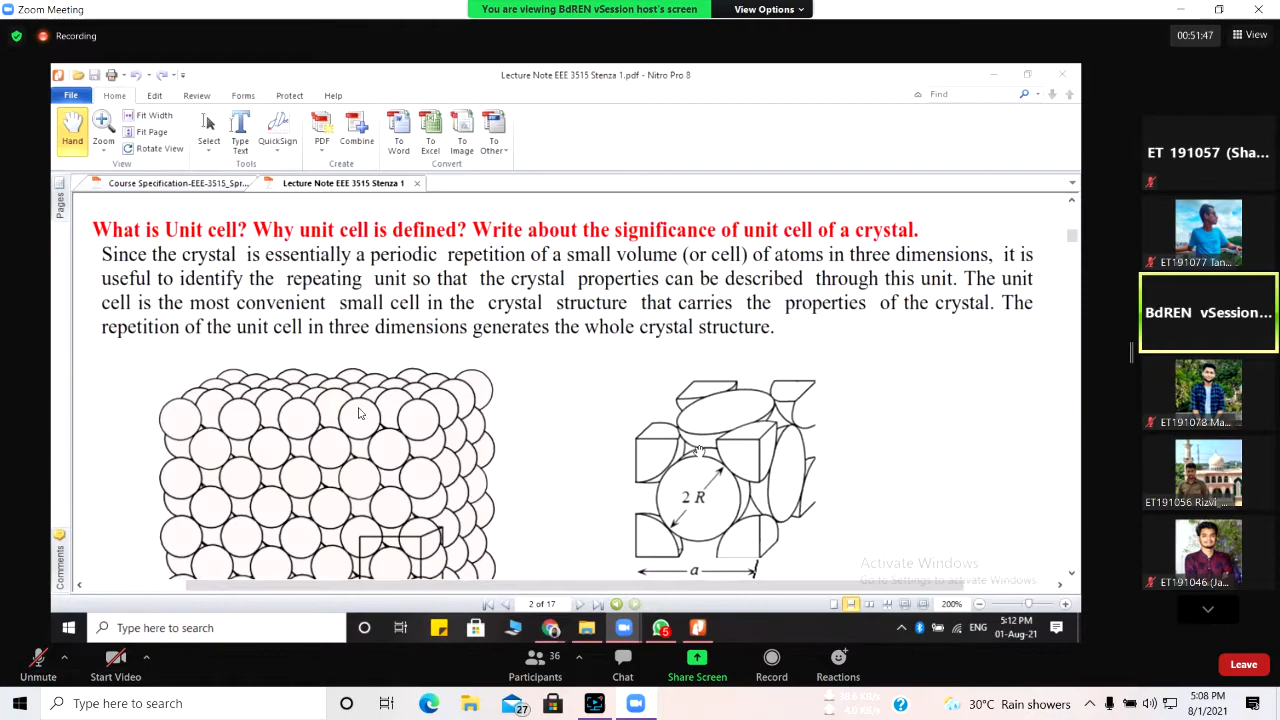 Zoom Meeting
You are viewing BdREN vSession host's screen
View Options
Recording
00:51:47
View
Lecture Note EEE 3515 Stenza 1.pdf - Nitro Pro 8
File Home Edit Review Forms Protect Help
Find
Hand
Zoom
Fit Width
Fit Page
Rotate View
View
Select
Type Text
QuickSign
Tools
PDF
Combine
Create
To Word
To Excel
To Image
To Other
Convert
Course Specification-EEE-3515_Spr...
Lecture Note EEE 3515 Stenza 1
Pages
What is Unit cell? Why unit cell is defined? Write about the significance of unit cell of a crystal.
Since the crystal is essentially a periodic repetition of a small volume (or cell) of atoms in three dimensions, it is
useful to identify the repeating unit so that the crystal properties can be described through this unit. The unit
cell is the most convenient small cell in the crystal structure that carries the properties of the crystal. The
repetition of the unit cell in three dimensions generates the whole crystal structure.
2 R
a
Comments
Activate Windows
Go to Settings to activate Windows.
2 of 17
200%
Type here to search
5
ENG
5:12 PM
01-Aug-21
ET 191057 (Sha...
ET191077 Tan...
BdREN vSession...
ET191078 Ma...
ET191056 Rizvi ...
ET191046 (Ja...
Unmute
Start Video
36
Participants
Chat
Share Screen
Record
Reactions
Leave
Type here to search
27
38.6 KB/s
4.0 KB/s
30°C Rain showers
5:08 PM
8/1/2021